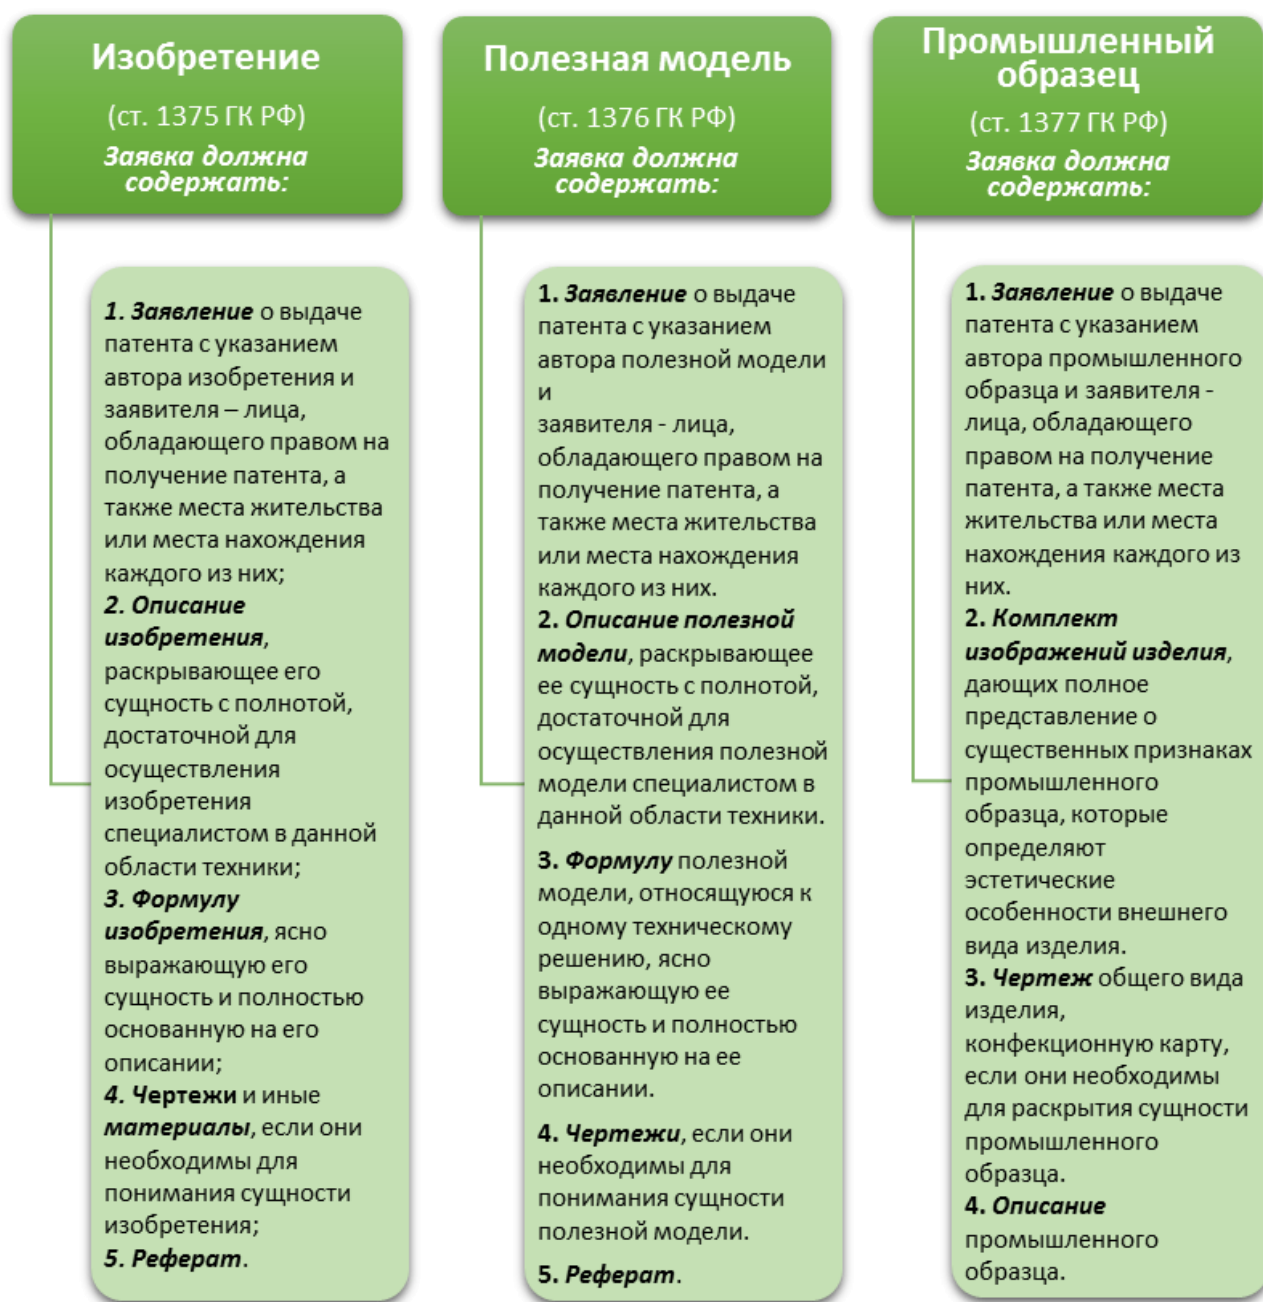 Изобретение
(ст. 1375 ГК РФ)
Заявка должна
содержать:
1. Заявление о выдаче
патента с указанием
автора изобретения и
заявителя – лица,
обладающего правом на
получение патента, а
также места жительства
или места нахождения
каждого из них;
2. Описание
изобретения,
раскрывающее его
сущность с полнотой,
достаточной для
осуществления
изобретения
специалистом в данной
области техники;
3. Формулу
изобретения, ясно
выражающую его
сущность и полностью
основанную на его
описании;
4. Чертежи и иные
материалы, если они
необходимы для
понимания сущности
изобретения;
5. Реферат.
Полезная модель
(ст. 1376 ГК РФ)
Заявка должна
содержать:
1. Заявление о выдаче
патента с указанием
автора полезной модели
и
заявителя - лица,
обладающего правом на
получение патента, а
также места жительства
или места нахождения
каждого из них.
2. Описание полезной
модели, раскрывающее
ее сущность с полнотой,
достаточной для
осуществления полезной
модели специалистом в
данной области техники.
3. Формулу полезной
модели, относящуюся к
одному техническому
решению, ясно
выражающую ее
сущность и полностью
основанную на ее
описании.
4. Чертежи, если они
необходимы для
понимания сущности
полезной модели.
5. Реферат.
Промышленный
образец
(ст. 1377 ГК РФ)
Заявка должна
содержать:
1. Заявление о выдаче
патента с указанием
автора промышленного
образца и заявителя -
лица, обладающего
правом на получение
патента, а также места
жительства или места
нахождения каждого из
них.
2. Комплект
изображений изделия,
дающих полное
представление о
существенных признаках
промышленного
образца, которые
определяют
эстетические
особенности внешнего
вида изделия.
3. Чертеж общего вида
изделия,
конфекционную карту,
если они необходимы
для раскрытия сущности
промышленного
образца.
4. Описание
промышленного
образца.